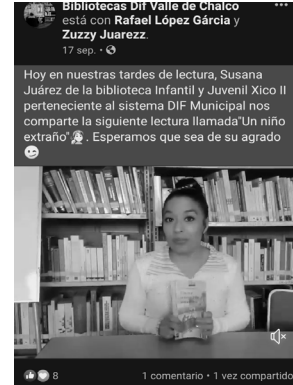 Bibliotecas Dif Valle de Chalco
está con Rafael López Gárcia y
Zuzzy Juarezz.
17 sep. •
Hoy en nuestras tardes de lectura, Susana
Juárez de la biblioteca Infantil y Juvenil Xico II
perteneciente al sistema DIF Municipal nos
comparte la siguiente lectura llamada"Un niño
extraño" . Esperamos que sea de su agrado
8
1 comentario • 1 vez compartido